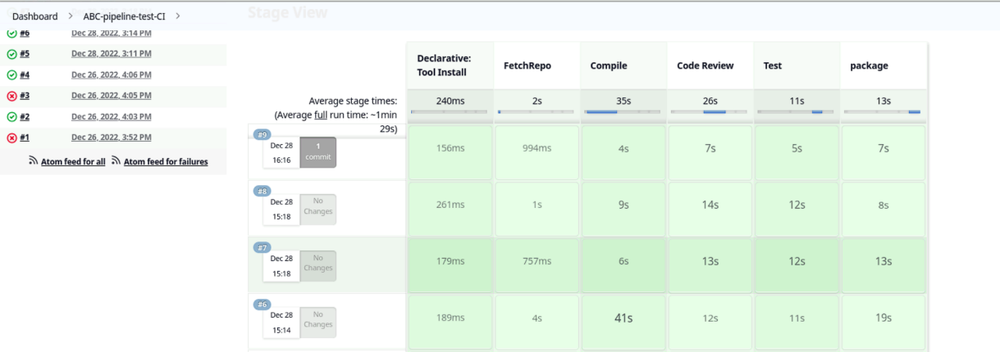 Dashboard > ABC-pipeline-test-CI >
Stage View
#6 Dec 28, 2022, 3:14 PM
#5 Dec 28, 2022, 3:11 PM
#4 Dec 26, 2022, 4:06 PM
#3 Dec 26, 2022, 4:05 PM
#2 Dec 26, 2022, 4:03 PM
#1 Dec 26, 2022, 3:52 PM
Atom feed for all Atom feed for failures
Declarative: Tool Install FetchRepo Compile Code Review Test package
Average stage times: 240ms 2s 35s 26s 11s 13s
(Average full run time: ~1min
29s)
#9
Dec 28 16:16 1 commit 156ms 994ms 4s 7s 5s 7s
#8
Dec 28 15:18 No Changes 261ms 1s 9s 14s 12s 8s
#7
Dec 28 15:18 No Changes 179ms 757ms 6s 13s 12s 13s
#6
Dec 28 15:14 No Changes 189ms 4s 41s 12s 11s 19s